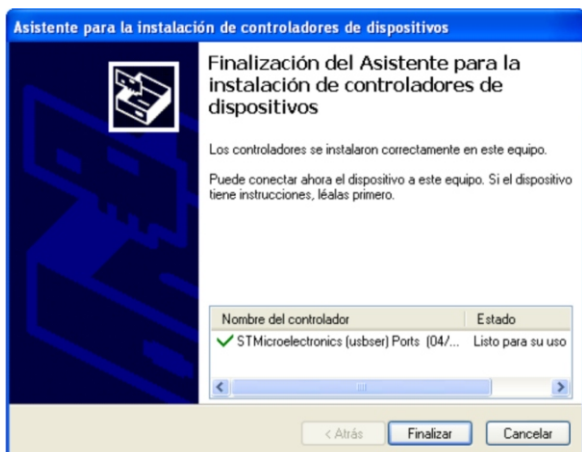 Asistente para la instalación de controladores de dispositivos
Finalización del Asistente para la
instalación de controladores de
dispositivos
Los controladores se instalaron correctamente en este equipo.
Puede conectar ahora el dispositivo a este equipo. Si el dispositivo
tiene instrucciones, léalas primero.
Nombre del controlador Estado
STMicroelectronics (usbser) Ports (04/... Listo para su uso
< Atrás Finalizar Cancelar